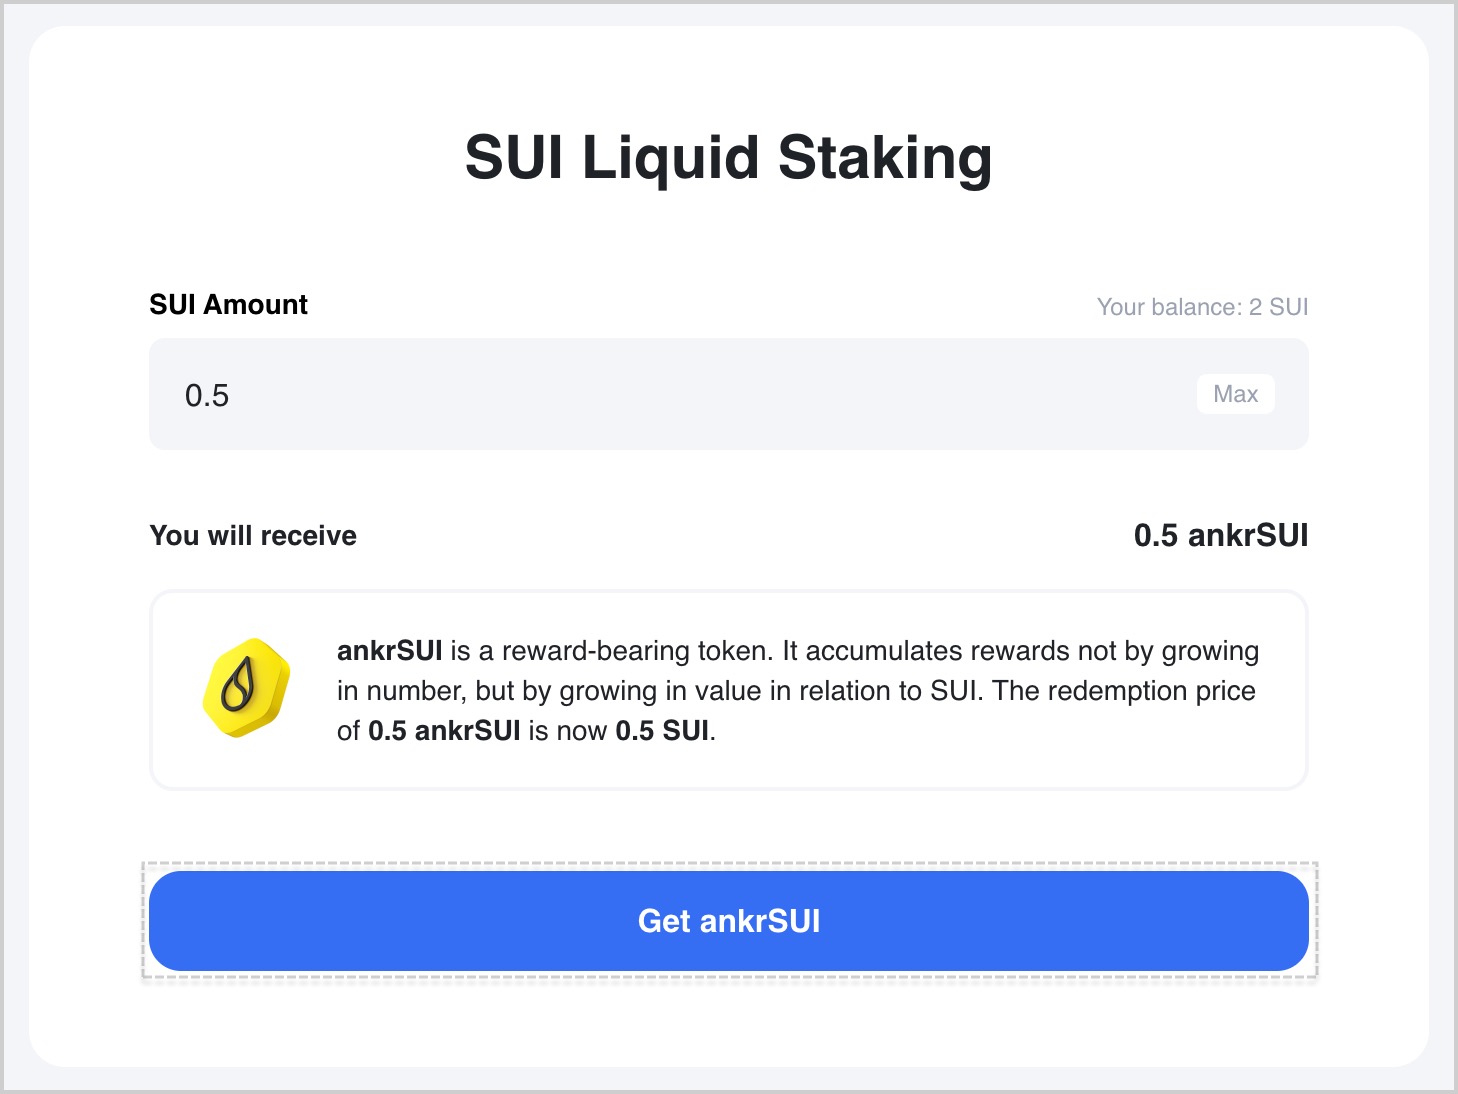 SUI Liquid Staking
SUI Amount
Your balance: 2 SUI
0.5
Max
You will receive
0.5 ankrSUI
ankrSUI is a reward-bearing token. It accumulates rewards not by growing
in number, but by growing in value in relation to SUI. The redemption price
of 0.5 ankrSUI is now 0.5 SUI.
Get ankrSUI